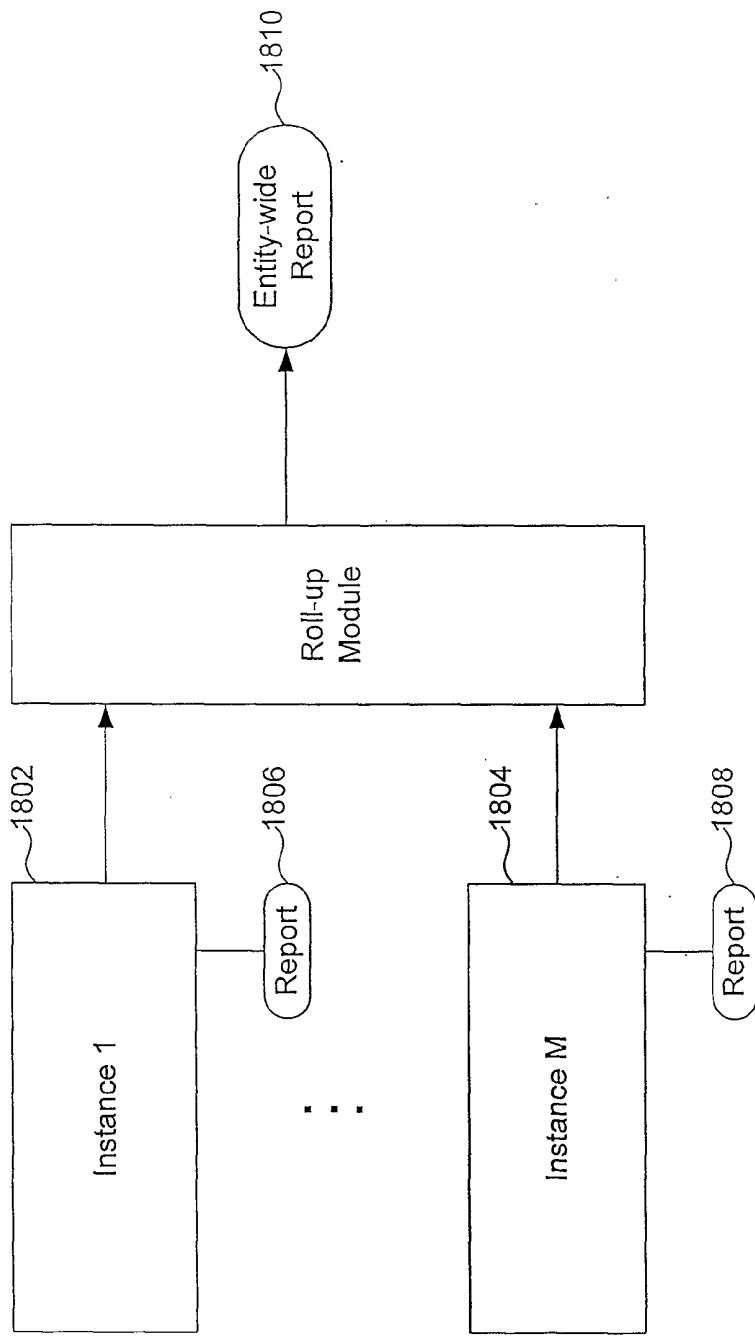 Instance 1
1802
Report
1806
. . .
Instance M
1804
Report
1808
Roll-up
Module
Entity-wide
Report
1810